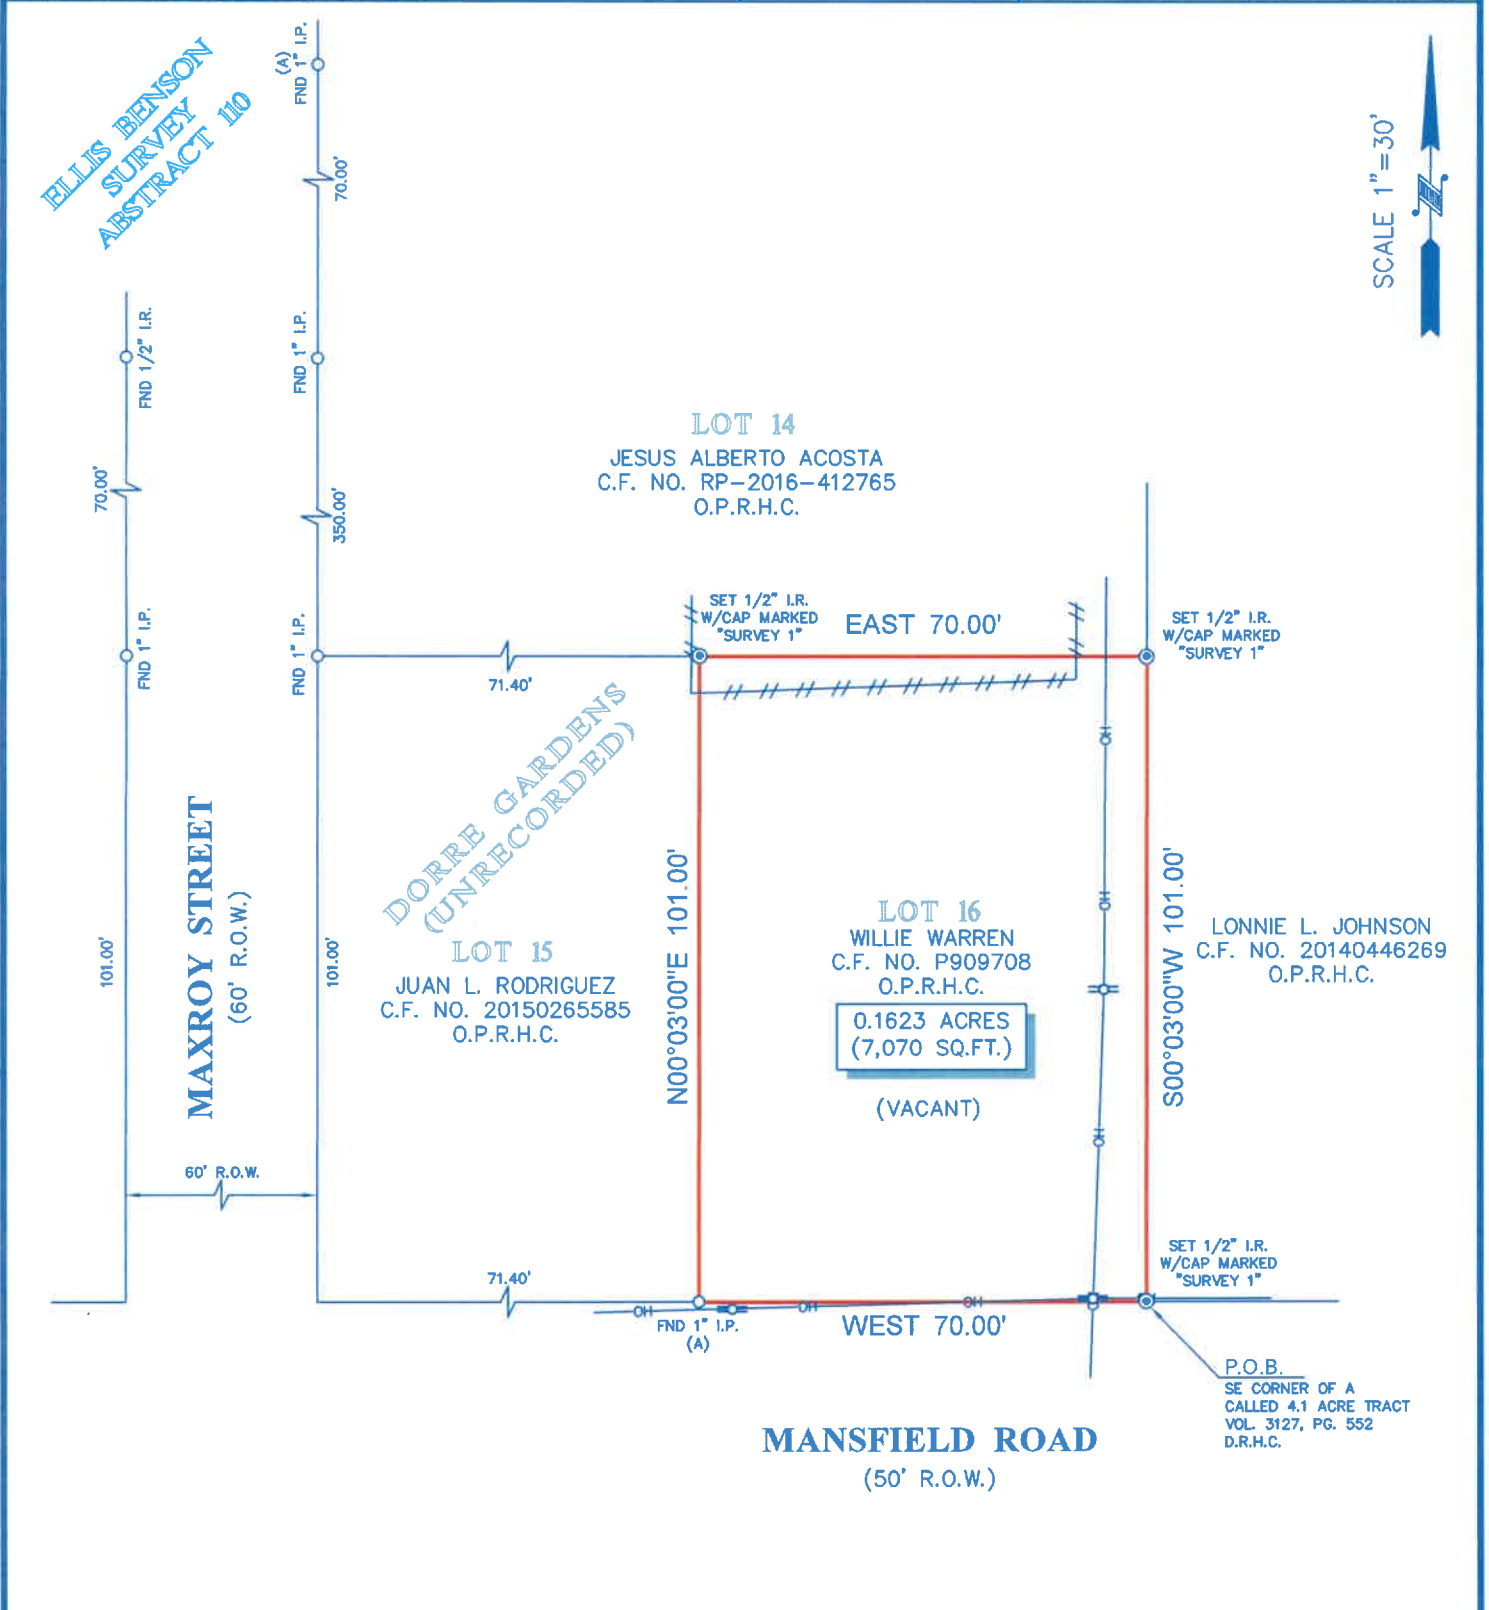 ELLIS BENSON
SURVEY
ABSTRACT 110
(A)
FND 1" I.P.
70.00'
SCALE 1"=30'
FND 1/2" I.R.
FND 1" I.P.
70.00'
350.00'
LOT 14
JESUS ALBERTO ACOSTA
C.F. NO. RP-2016-412765
O.P.R.H.C.
FND 1" I.P.
FND 1" I.P.
71.40'
SET 1/2" I.R.
W/CAP MARKED
"SURVEY 1"
EAST 70.00'
SET 1/2" I.R.
W/CAP MARKED
"SURVEY 1"
DORRE GARDENS
(UNRECORDED)
MAXROY STREET
(60' R.O.W.)
101.00'
101.00'
LOT 15
JUAN L. RODRIGUEZ
C.F. NO. 20150265585
O.P.R.H.C.
N00°03'00"E 101.00'
LOT 16
WILLIE WARREN
C.F. NO. P909708
O.P.R.H.C.
0.1623 ACRES
(7,070 SQ.FT.)
(VACANT)
OH
OH
OH
S00°03'00"W 101.00'
LONNIE L. JOHNSON
C.F. NO. 20140446269
O.P.R.H.C.
60' R.O.W.
71.40'
OH
OH
OH
FND 1" I.P.
(A)
WEST 70.00'
SET 1/2" I.R.
W/CAP MARKED
"SURVEY 1"
P.O.B.
SE CORNER OF A
CALLED 4.1 ACRE TRACT
VOL. 3127, PG. 552
D.R.H.C.
MANSFIELD ROAD
(50' R.O.W.)